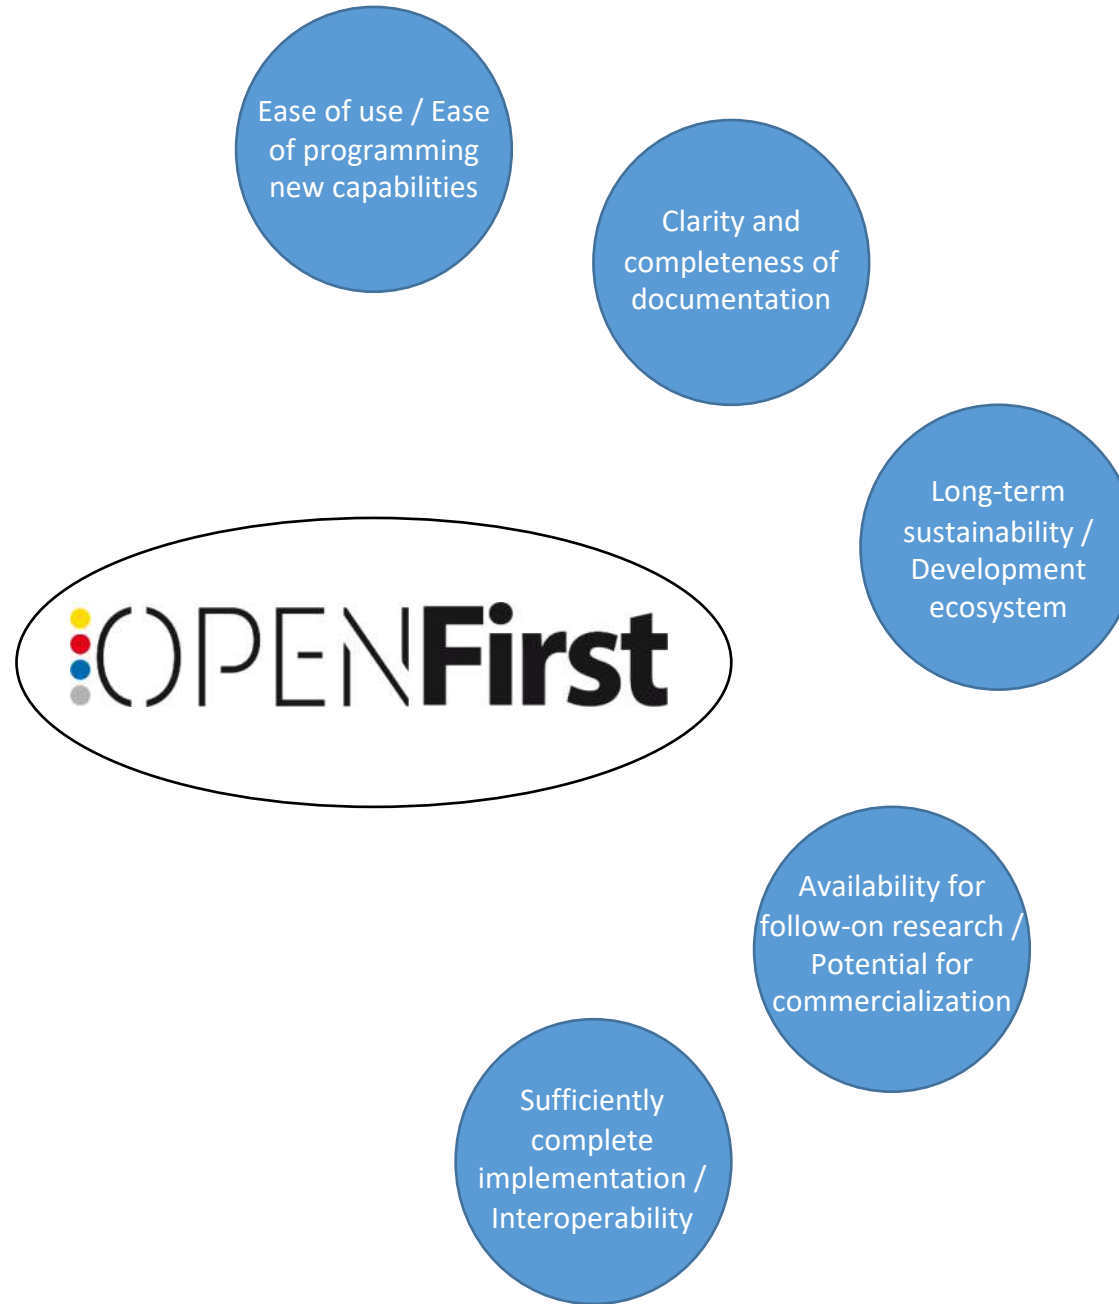 Ease of use / Ease
of programming
new capabilities
Clarity and
completeness of
documentation
Long-term
sustainability /
Development
ecosystem
OPENFirst
Availability for
follow-on research /
Potential for
commercialization
Sufficiently
complete
implementation /
Interoperability